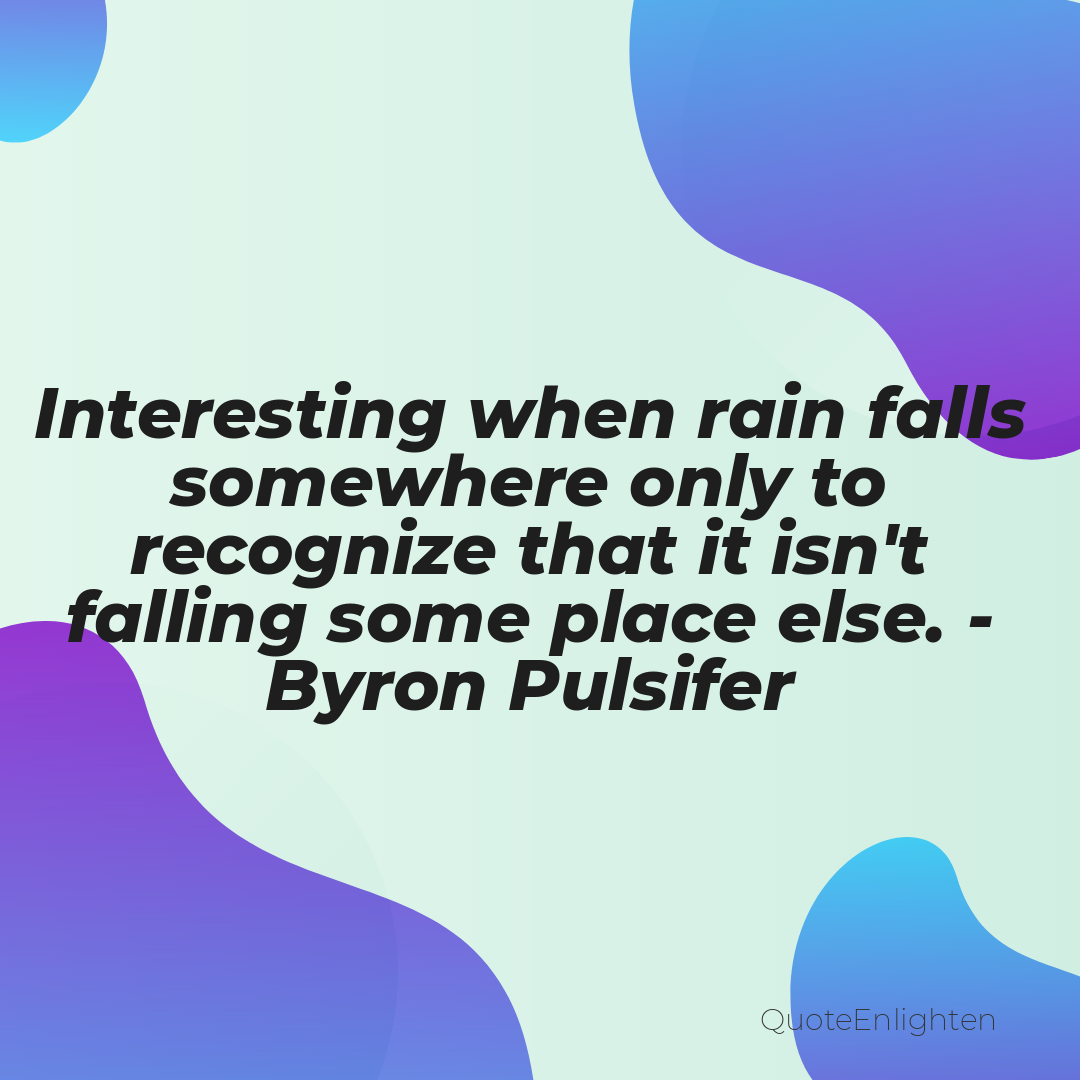 Interesting when rain falls
somewhere only to
recognize that it isn't
falling some place else. -
Byron Pulsifer
QuoteEnlighten